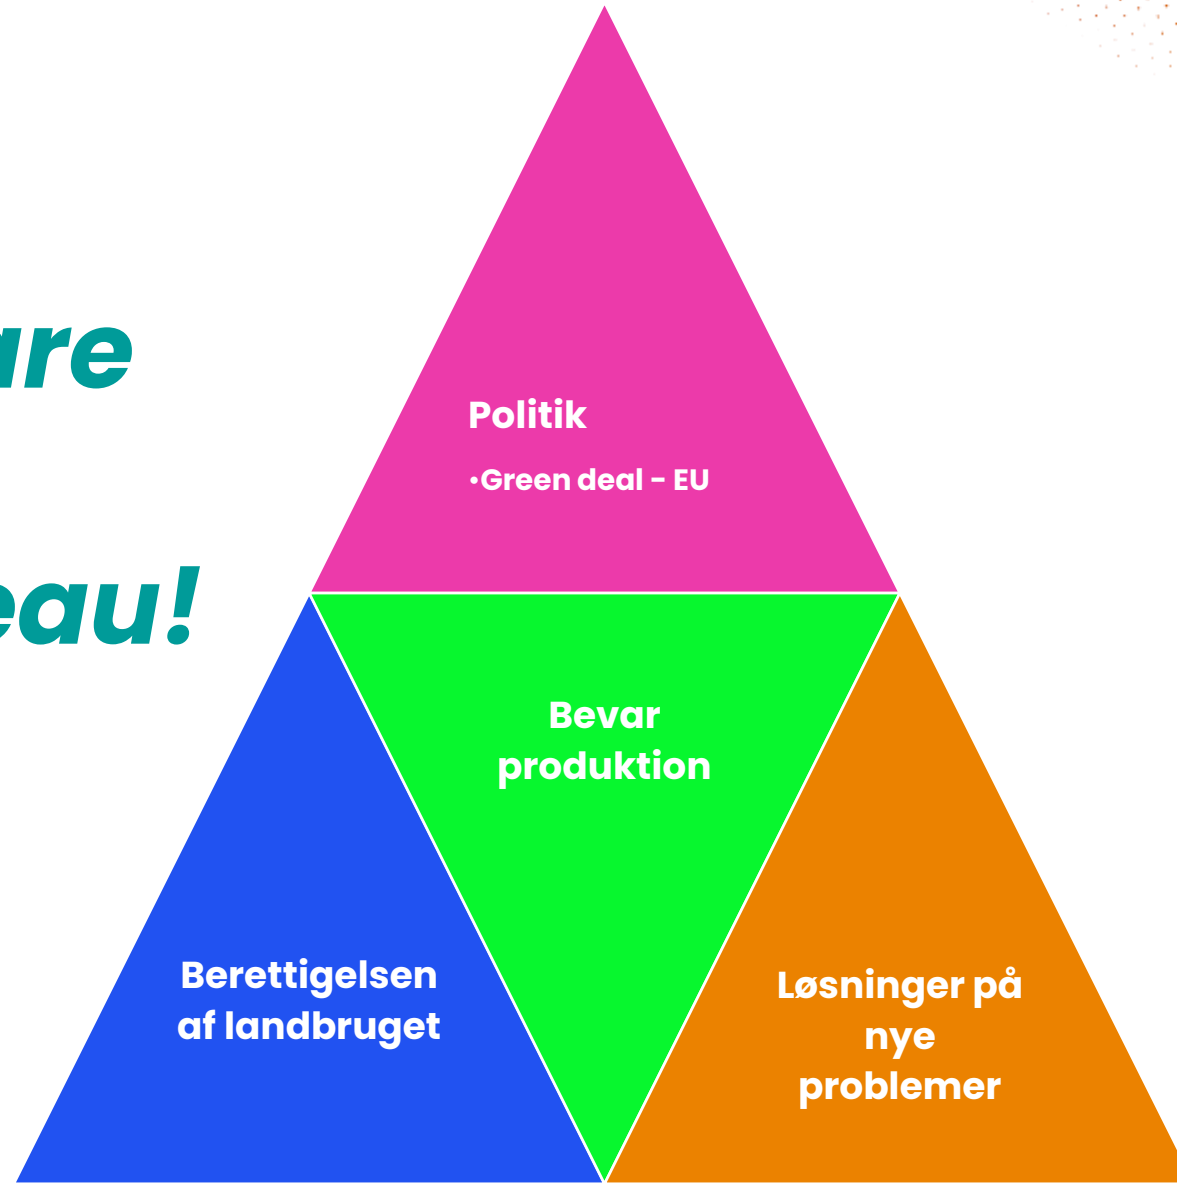 are
eau!
Politik
•Green deal - EU
Bevar
produktion
Berettigelsen
af landbruget
Løsninger på
nye
problemer